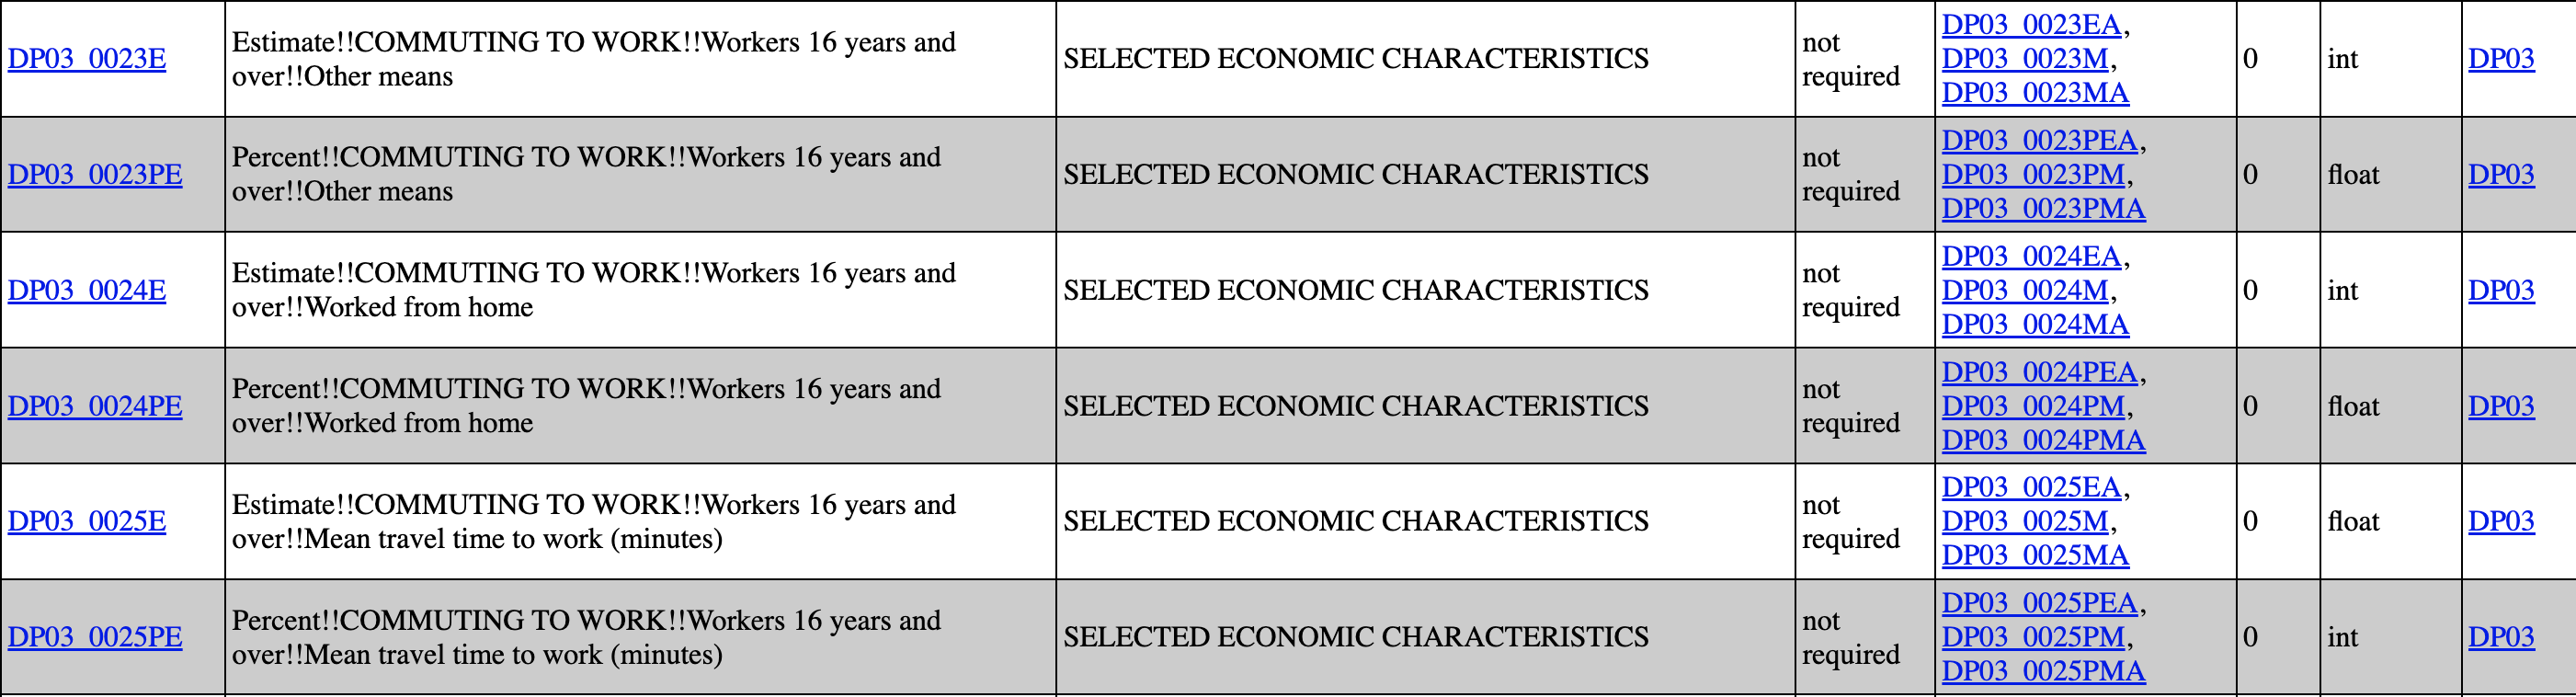 DP03_0023E Estimate!!COMMUTING TO WORK!!Workers 16 years and over!!Other means SELECTED ECONOMIC CHARACTERISTICS not required DP03_0023EA, DP03_0023M, DP03_0023MA 0 int DP03
DP03_0023PE Percent!!COMMUTING TO WORK!!Workers 16 years and over!!Other means SELECTED ECONOMIC CHARACTERISTICS not required DP03_0023PEA, DP03_0023PM, DP03_0023PMA 0 float DP03
DP03_0024E Estimate!!COMMUTING TO WORK!!Workers 16 years and over!!Worked from home SELECTED ECONOMIC CHARACTERISTICS not required DP03_0024EA, DP03_0024M, DP03_0024MA 0 int DP03
DP03_0024PE Percent!!COMMUTING TO WORK!!Workers 16 years and over!!Worked from home SELECTED ECONOMIC CHARACTERISTICS not required DP03_0024PEA, DP03_0024PM, DP03_0024PMA 0 float DP03
DP03_0025E Estimate!!COMMUTING TO WORK!!Workers 16 years and over!!Mean travel time to work (minutes) SELECTED ECONOMIC CHARACTERISTICS not required DP03_0025EA, DP03_0025M, DP03_0025MA 0 float DP03
DP03_0025PE Percent!!COMMUTING TO WORK!!Workers 16 years and over!!Mean travel time to work (minutes) SELECTED ECONOMIC CHARACTERISTICS not required DP03_0025PEA, DP03_0025PM, DP03_0025PMA 0 int DP03